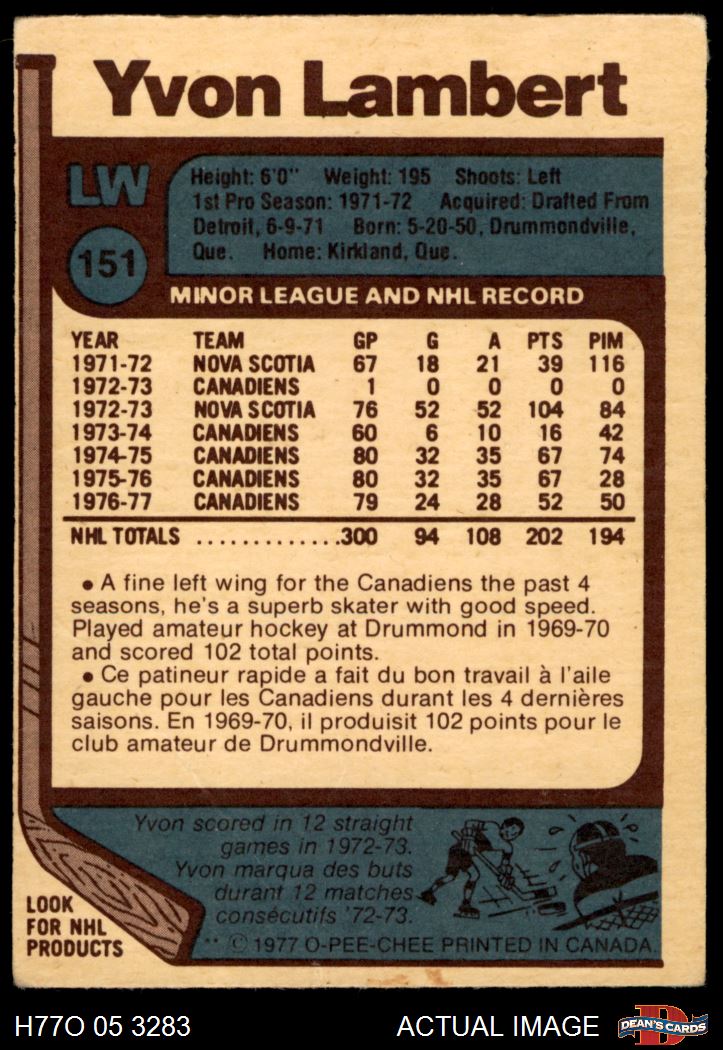 Yvon Lambert
LW
151
Height: 6'0" Weight: 195 Shoots: Left
1st Pro Season: 1971-72 Acquired: Drafted From
Detroit, 6-9-71 Born: 5-20-50, Drummondville,
Que. Home: Kirkland, Que.
MINOR LEAGUE AND NHL RECORD
YEAR TEAM GP G A PTS PIM
1971-72 NOVA SCOTIA 67 18 21 39 116
1972-73 CANADIENS 1 0 0 0 0
1972-73 NOVA SCOTIA 76 52 52 104 84
1973-74 CANADIENS 60 6 10 16 42
1974-75 CANADIENS 80 32 35 67 74
1975-76 CANADIENS 80 32 35 67 28
1976-77 CANADIENS 79 24 28 52 50
NHL TOTALS .............300 94 108 202 194
• A fine left wing for the Canadiens the past 4
seasons, he's a superb skater with good speed.
Played amateur hockey at Drummond in 1969-70
and scored 102 total points.
• Ce patineur rapide a fait du bon travail à l'aile
gauche pour les Canadiens durant les 4 dernières
saisons. En 1969-70, il produisit 102 points pour le
club amateur de Drummondville.
Yvon scored in 12 straight
games in 1972-73.
Yvon marqua des buts
durant 12 matches
consécutifs '72-73.
LOOK
FOR NHL
PRODUCTS
** © 1977 O-PEE-CHEE PRINTED IN CANADA.
H77O 05 3283
ACTUAL IMAGE
D
DEAN'S CARDS